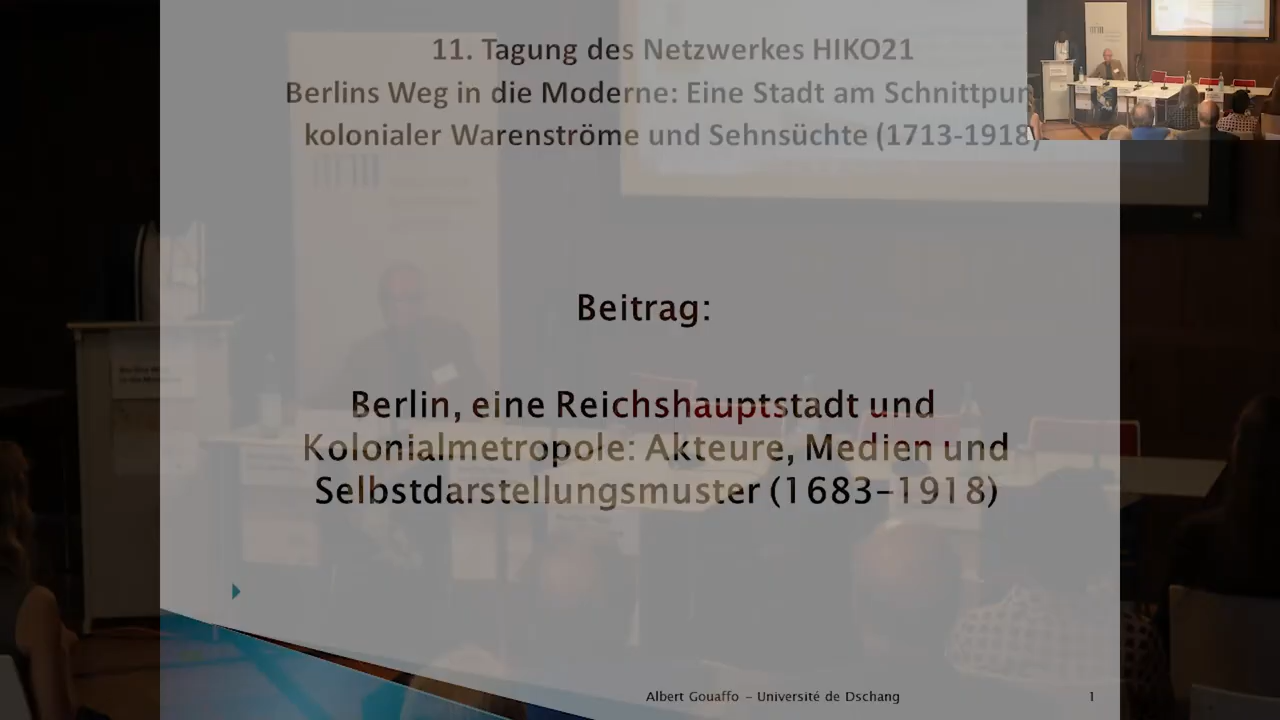 11. Tagung des Netzwerkes HIKO21
Berlins Weg in die Moderne: Eine Stadt am
kolonialer Warenströme und Sehnsüchte (1713-1918)
Beitrag:
Berlin, eine Reichshauptstadt und
Kolonialmetropole: Akteure, Medien und
Selbstdarstellungsmuster (1683–1918)
Albert Gouaffo – Université de Dschang
1